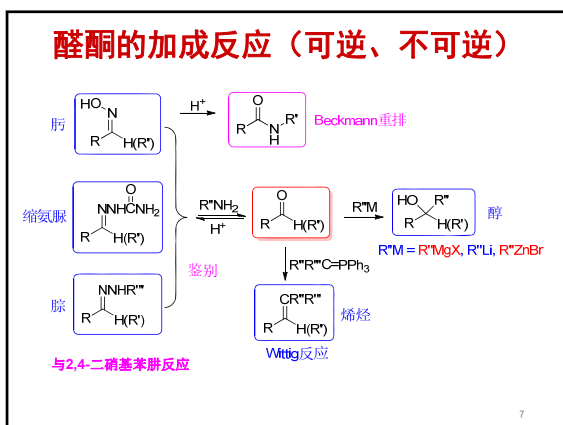 醛酮的加成反应（可逆、不可逆）
肟
HO
N
R
H(R')
H+
O
R
N
H
R'
Beckmann重排
缩氨脲
O
NNHCNH2
R
H(R')
R"NH2
H+
O
R
H(R')
R"M
HO
R"
R
H(R')
醇
R"M = R"MgX, R"Li, R"ZnBr
鉴别
腙
NNHR"'
R
H(R')
R"R"'C=PPh3
CR"R"'
R
H(R')
烯烃
Wittig反应
与2,4-二硝基苯肼反应
7